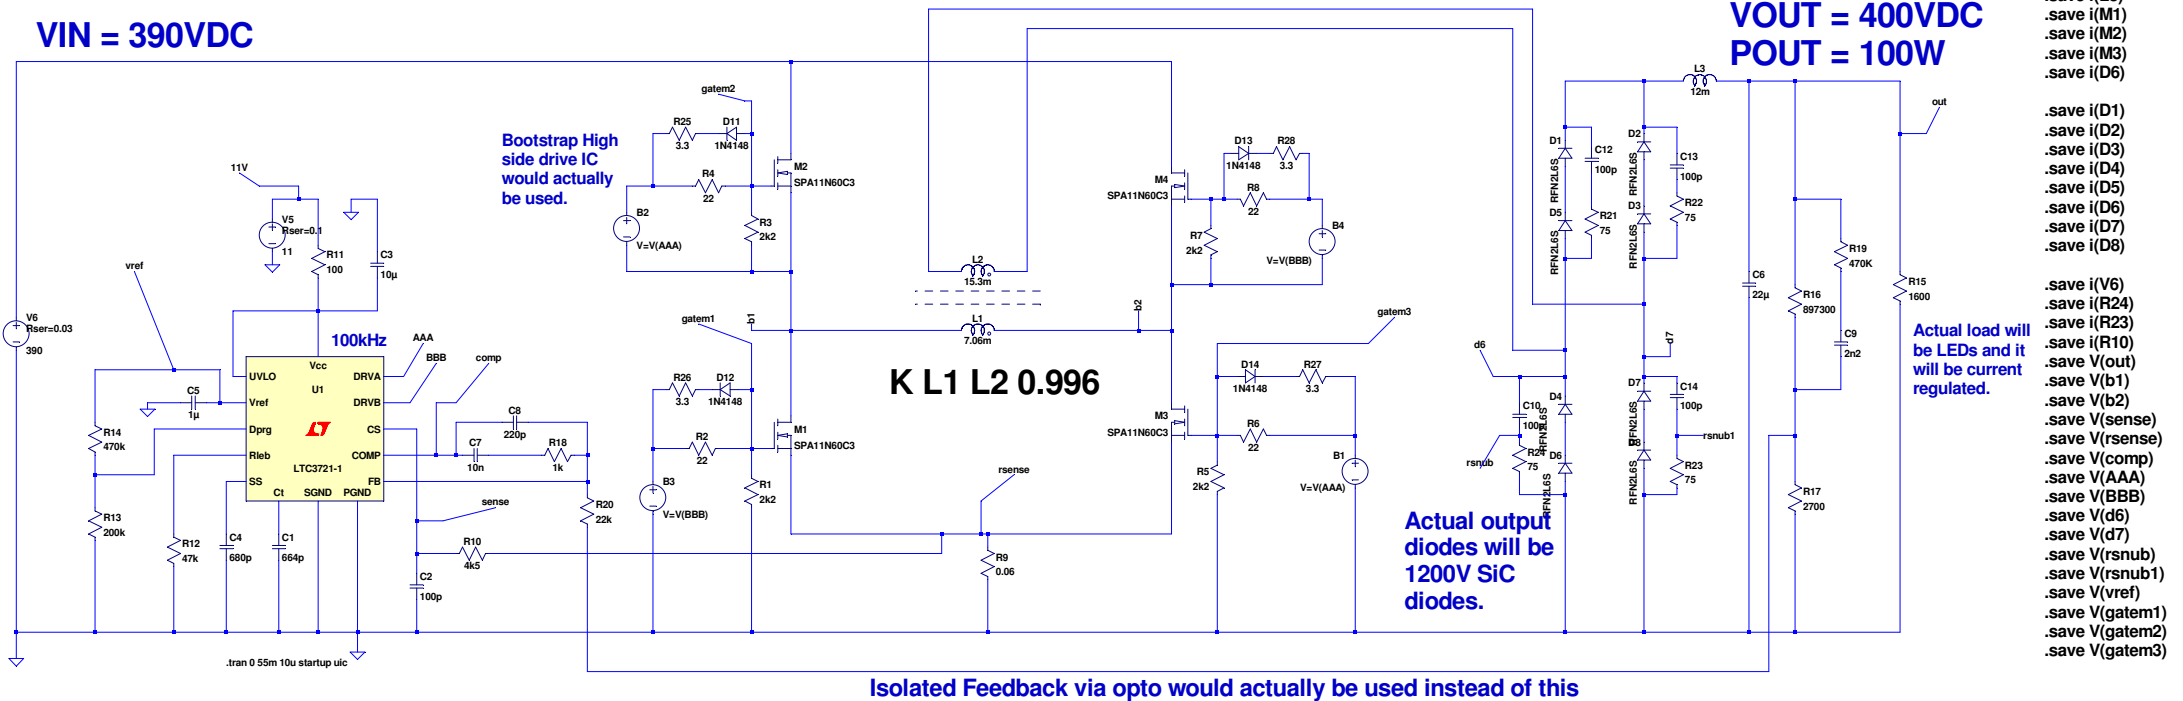 VIN = 390VDC
VOUT = 400VDC
POUT = 100W
.save i(M1)
.save i(M2)
.save i(M3)
.save i(D6)
.save i(D1)
.save i(D2)
.save i(D3)
.save i(D4)
.save i(D5)
.save i(D6)
.save i(D7)
.save i(D8)
.save i(V6)
.save i(R24)
.save i(R23)
.save i(R10)
.save V(out)
.save V(b1)
.save V(b2)
.save V(sense)
.save V(rsense)
.save V(comp)
.save V(AAA)
.save V(BBB)
.save V(d6)
.save V(d7)
.save V(rsnub)
.save V(rsnub1)
.save V(vref)
.save V(gatem1)
.save V(gatem2)
.save V(gatem3)
Bootstrap High
side drive IC
would actually
be used.
gatem2
R25
3.3
D11
1N4148
R4
22
M2
SPA11N60C3
B2
V=V(AAA)
R3
2k2
11V
V5
Rser=0.1
11
R11
100
C3
10µ
vref
V6
Rser=0.03
390
100kHz
AAA
BBB
comp
UVLO
Vref
Dprg
Rleb
SS
Ct
SGND
PGND
Vcc
U1
DRVA
DRVB
CS
COMP
FB
LTC3721-1
C5
1µ
R14
470k
R13
200k
R12
47k
C4
680p
C1
664p
sense
C8
220p
C7
10n
R18
1k
R20
22k
R10
4k5
C2
100p
gatem1
R26
3.3
D12
1N4148
R2
22
M1
SPA11N60C3
B3
V=V(BBB)
R1
2k2
L2
15.3m
L1
7.06m
b1
b2
K L1 L2 0.996
rsense
R9
0.06
D13
1N4148
R28
3.3
M4
SPA11N60C3
R8
22
R7
2k2
B4
V=V(BBB)
gatem3
D14
1N4148
R27
3.3
M3
SPA11N60C3
R6
22
R5
2k2
B1
V=V(AAA)
D1
RFN2L6S
D5
RFN2L6S
C12
100p
R21
75
D2
RFN2L6S
D3
RFN2L6S
C13
100p
R22
75
L3
12m
out
C6
22µ
R16
897300
R19
470K
C9
2n2
R15
1600
R17
2700
Actual load will
be LEDs and it
will be current
regulated.
d6
d7
C10
100p
D4
RFN2L6S
rsnub
R24
75
D6
RFN2L6S
D7
RFN2L6S
D8
RFN2L6S
C14
100p
rsnub1
R23
75
Actual output
diodes will be
1200V SiC
diodes.
.tran 0 55m 10u startup uic
Isolated Feedback via opto would actually be used instead of this